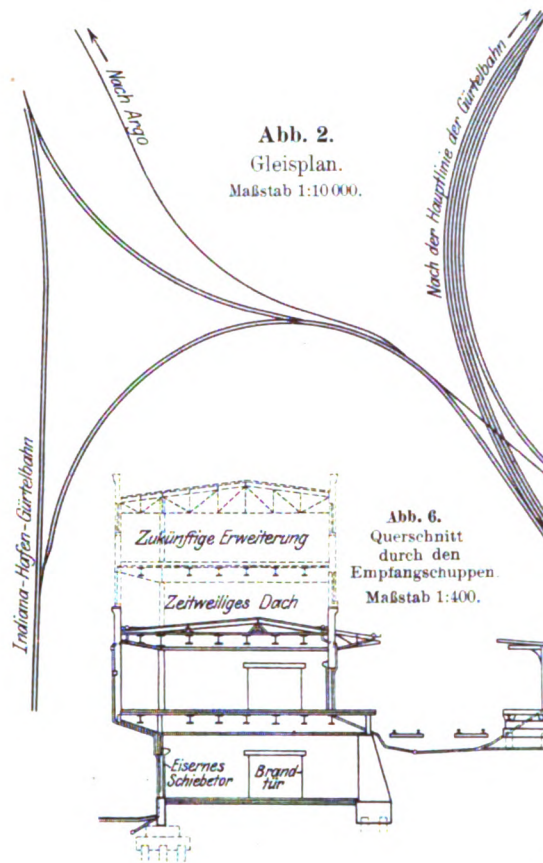 Nach Argo
Abb. 2.
Gleisplan.
Maßstab 1:10000.
Nach der Hauptlinie der Gürtelbahn
Indiana-Hafen-Gürtelbahn
Abb. 6.
Querschnitt
durch den
Empfangschuppen.
Maßstab 1:400.
Zukünftige Erweiterung
Zeitweiliges Dach
Eisernes
Schiebetor
Brand-
tür